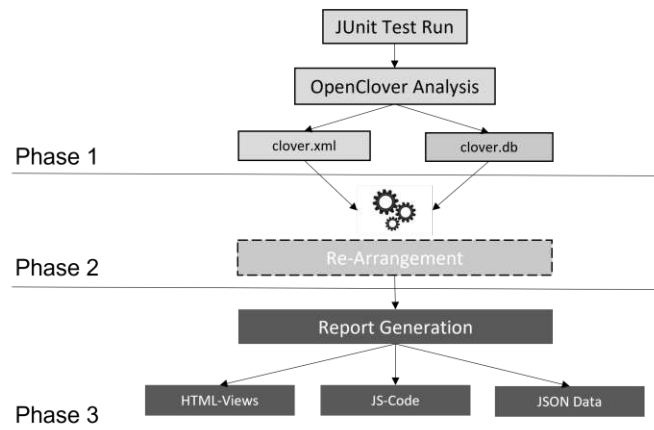 JUnit Test Run
OpenClover Analysis
clover.xml
clover.db
Phase 1
Re-Arrangement
Phase 2
Report Generation
HTML-Views
JS-Code
JSON Data
Phase 3